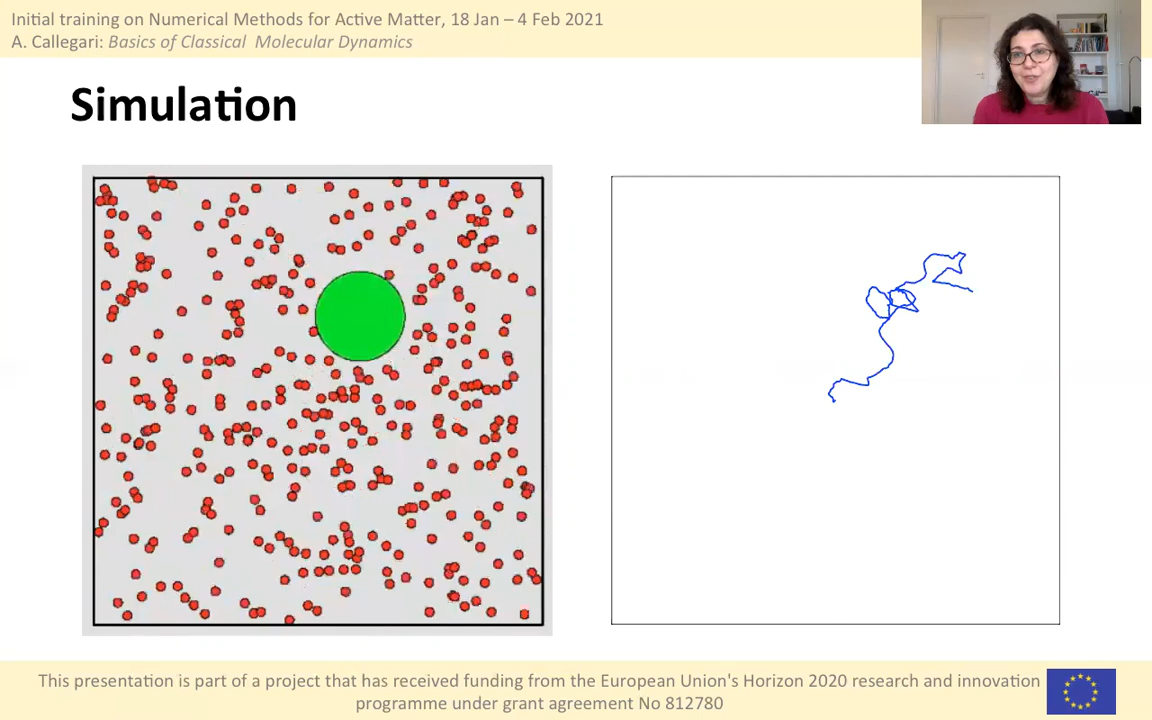 Initial training on Numerical Methods for Active Matter, 18 Jan – 4 Feb 2021
A. Callegari: Basics of Classical Molecular Dynamics
Simulation
This presentation is part of a project that has received funding from the European Union's Horizon 2020 research and innovation
programme under grant agreement No 812780